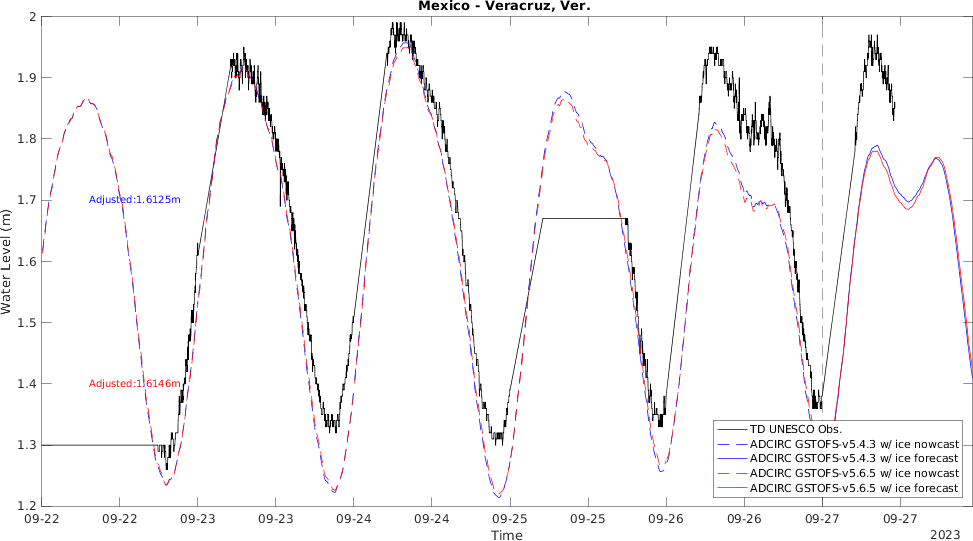 Mexico - Veracruz, Ver.
2
1.9
1.8
1.7
1.6
1.5
1.4
1.3
1.2
Water Level (m)
Adjusted:1.6125m
Adjusted:1.6146m
TD UNESCO Obs.
ADCIRC GSTOFS-v5.4.3 w/ ice nowcast
ADCIRC GSTOFS-v5.4.3 w/ ice forecast
ADCIRC GSTOFS-v5.6.5 w/ ice nowcast
ADCIRC GSTOFS-v5.6.5 w/ ice forecast
09-22 09-22 09-23 09-23 09-24 09-24 09-25 09-25 09-26 09-26 09-27 09-27
Time
2023